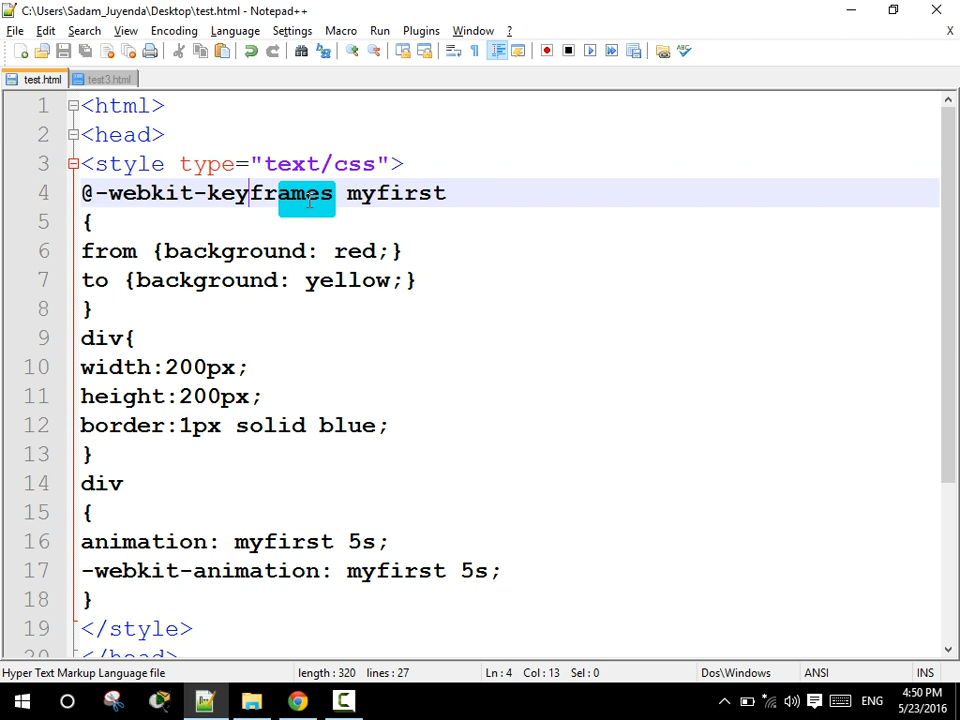 C:\Users\Sadam_Juyenda\Desktop\test.html - Notepad++
File Edit Search View Encoding Language Settings Macro Run Plugins Window ? X
test.html test3.html
1 <html>
2 <head>
3 <style type="text/css">
4 @-webkit-keyframes myfirst
5 {
6 from {background: red;}
7 to {background: yellow;}
8 }
9 div{
10 width:200px;
11 height:200px;
12 border:1px solid blue;
13 }
14 div
15 {
16 animation: myfirst 5s;
17 -webkit-animation: myfirst 5s;
18 }
19 </style>
20 </head>
Hyper Text Markup Language file length : 320 lines : 27 Ln : 4 Col : 13 Sel : 0 Dos\Windows ANSI INS
ENG
4:50 PM
5/23/2016